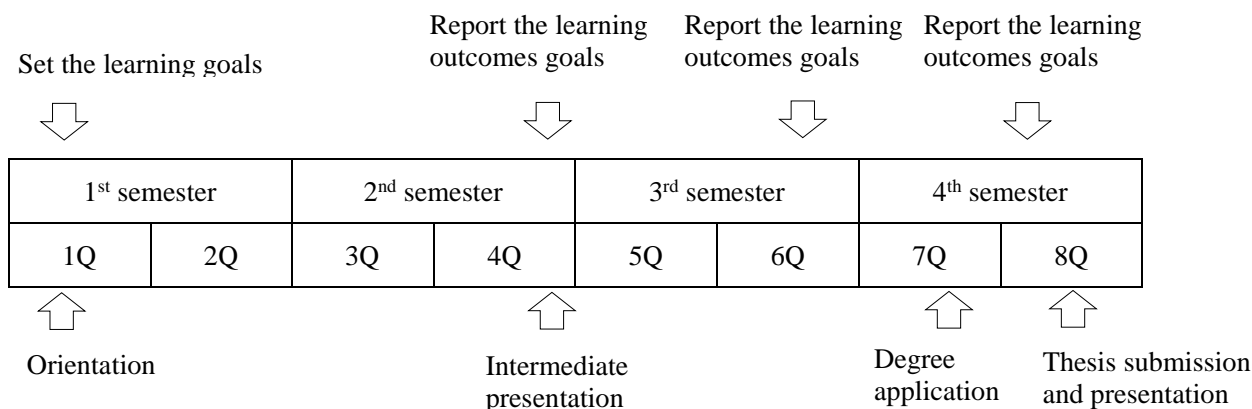 Set the learning goals
Report the learning
outcomes goals
Report the learning
outcomes goals
Report the learning
outcomes goals
1st semester
2nd semester
3rd semester
4th semester
1Q
2Q
3Q
4Q
5Q
6Q
7Q
8Q
Orientation
Intermediate
presentation
Degree
application
Thesis submission
and presentation